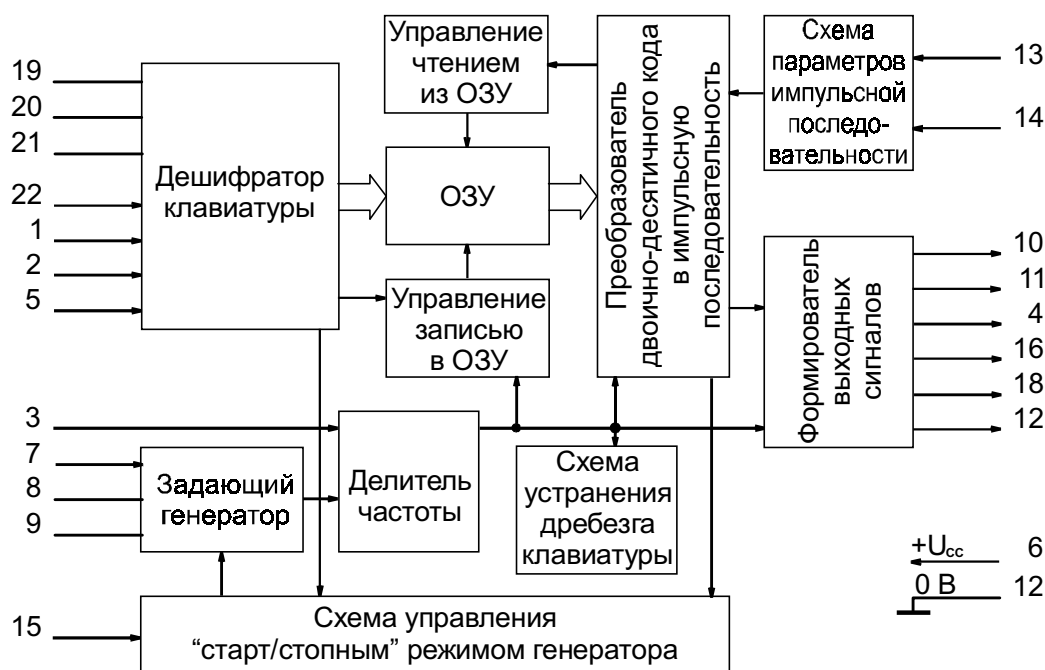 19
20
21
22
1
2
5
3
7
8
9
15
Дешифратор
клавиатуры
Управление
чтением
из ОЗУ
ОЗУ
Управление
записью
в ОЗУ
Преобразователь
двоично-десятичного кода
в импульсную
последовательность
Схема
параметров
импульсной
последо-
вательности
13
14
Формирователь
выходных
сигналов
10
11
4
16
18
12
Задающий
генератор
Делитель
частоты
Схема
устранения
дребезга
клавиатуры
+Ucc
6
0 В
12
Схема управления
“старт/стопным” режимом генератора